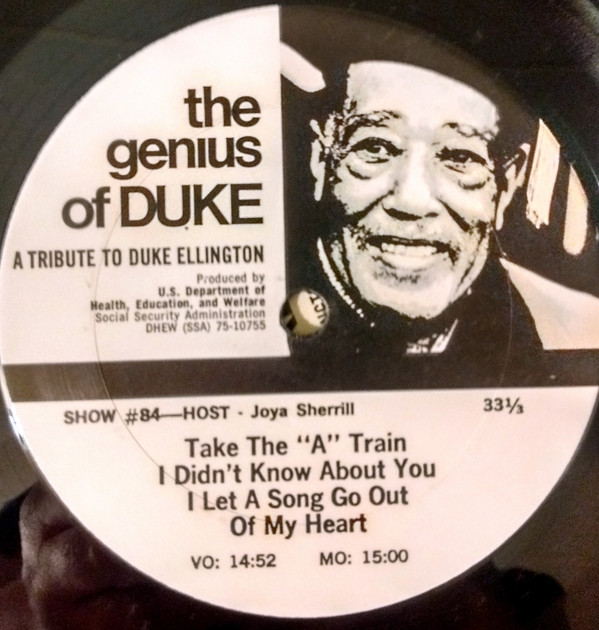 the
genius
of DUKE
A TRIBUTE TO DUKE ELLINGTON
Produced by
U.S. Department of
Health, Education, and Welfare
Social Security Administration
DHEW (SSA) 75-10755
SHOW #84—HOST - Joya Sherrill
33⅓
Take The “A” Train
I Didn't Know About You
I Let A Song Go Out
Of My Heart
VO: 14:52 MO: 15:00